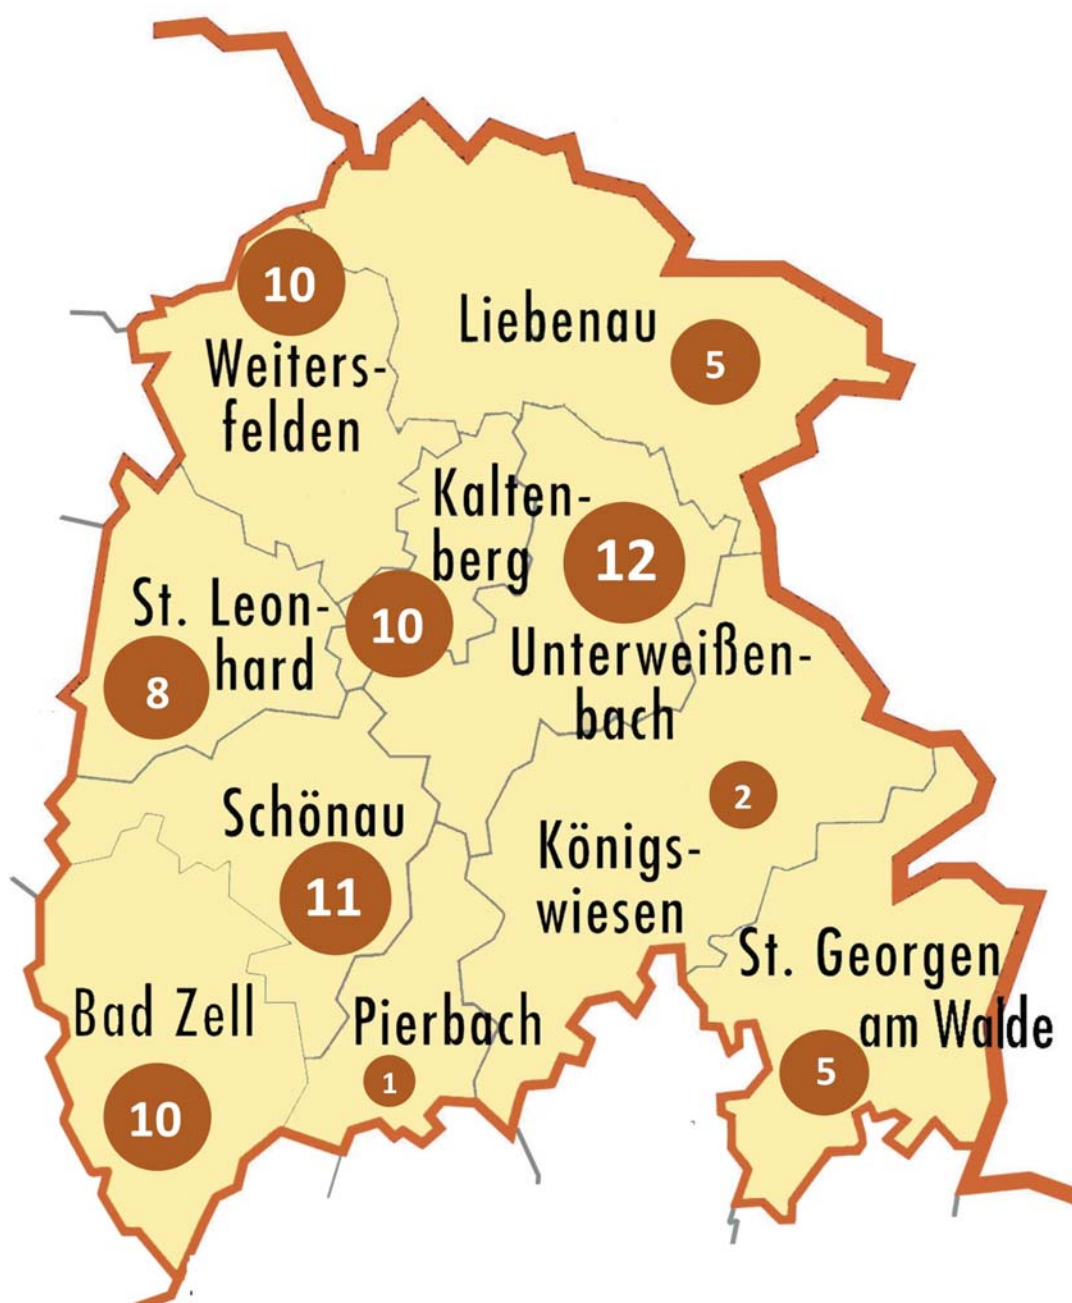 10
Weiters-
felden
Liebenau
5
Kalten-
berg
10
12
Unterweißen-
bach
St. Leon-
hard
8
Schönau
11
2
Königs-
wiesen
St. Georgen
am Walde
5
Bad Zell
10
Pierbach
1